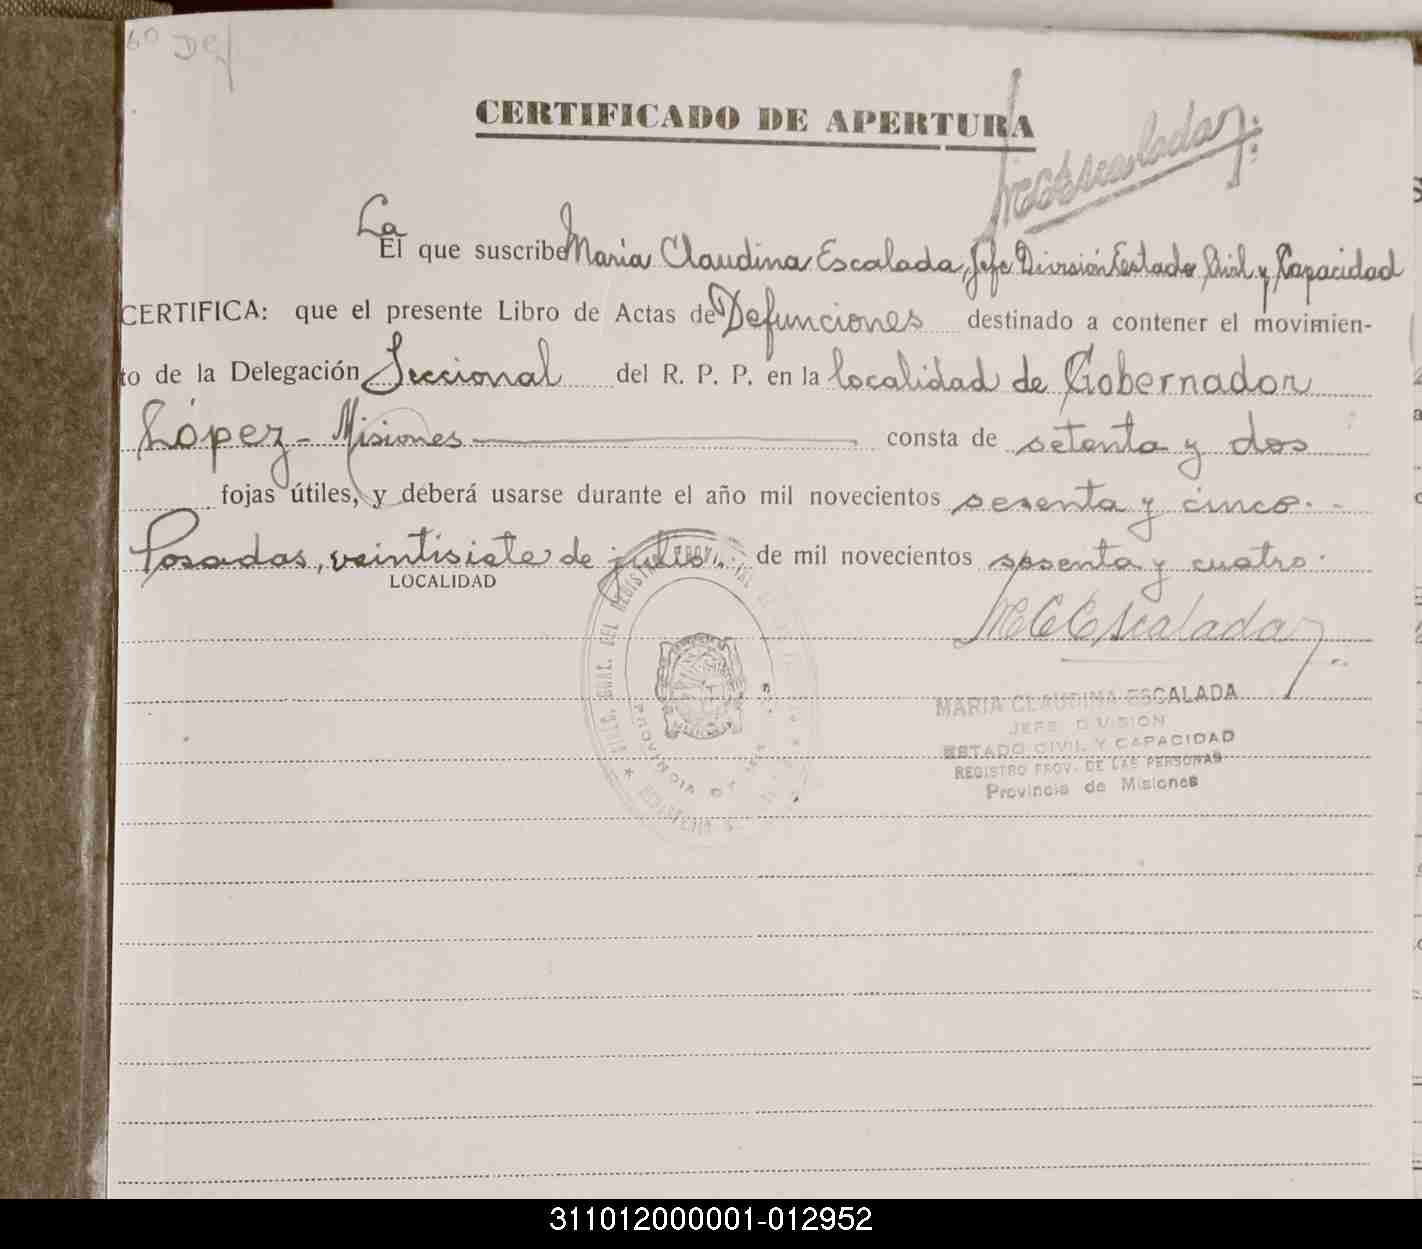 60 Def
CERTIFICADO DE APERTURA
MCEscalada
La
El que suscribe Maria Claudina Escalada, Jefe División Estado Civil y Capacidad
CERTIFICA: que el presente Libro de Actas de Defunciones destinado a contener el movimien-
to de la Delegación Seccional del R. P. P. en la localidad de Gobernador
López - Misiones consta de setenta y dos
fojas útiles, y deberá usarse durante el año mil novecientos sesenta y cinco.-
Posadas, veintisiete de julio de mil novecientos sesenta y cuatro.
LOCALIDAD
MCEscalada
MARIA CLAUDINA ESCALADA
JEFE DIVISION
ESTADO CIVIL Y CAPACIDAD
REGISTRO PROV. DE LAS PERSONAS
Provincia de Misiones
311012000001-012952